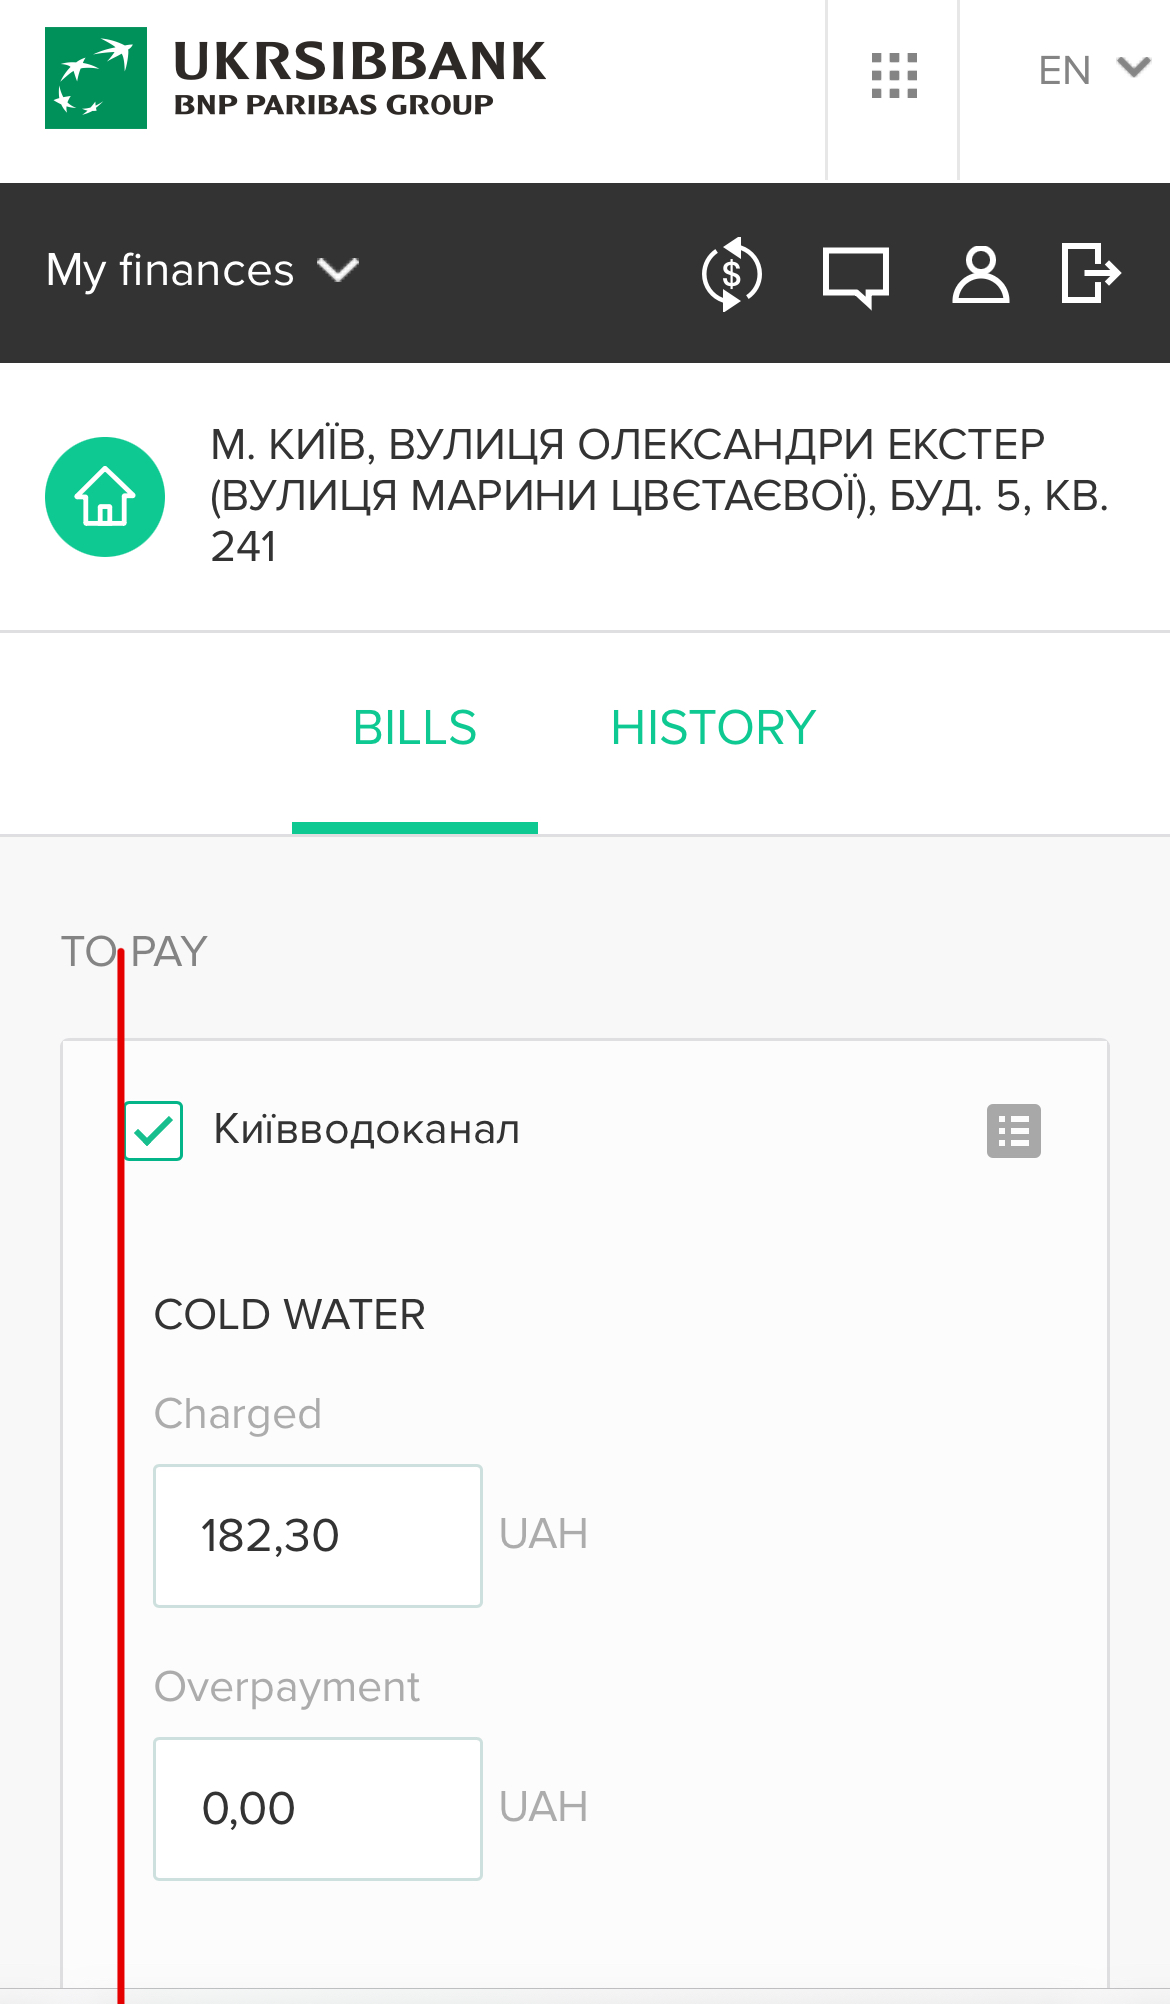 UKRSIBBANK
BNP PARIBAS GROUP
EN
My finances
М. КИЇВ, ВУЛИЦЯ ОЛЕКСАНДРИ ЕКСТЕР
(ВУЛИЦЯ МАРИНИ ЦВЄТАЄВОЇ), БУД. 5, КВ.
241
BILLS HISTORY
TO PAY
Київводоканал
COLD WATER
Charged
182,30 UAH
Overpayment
0,00 UAH